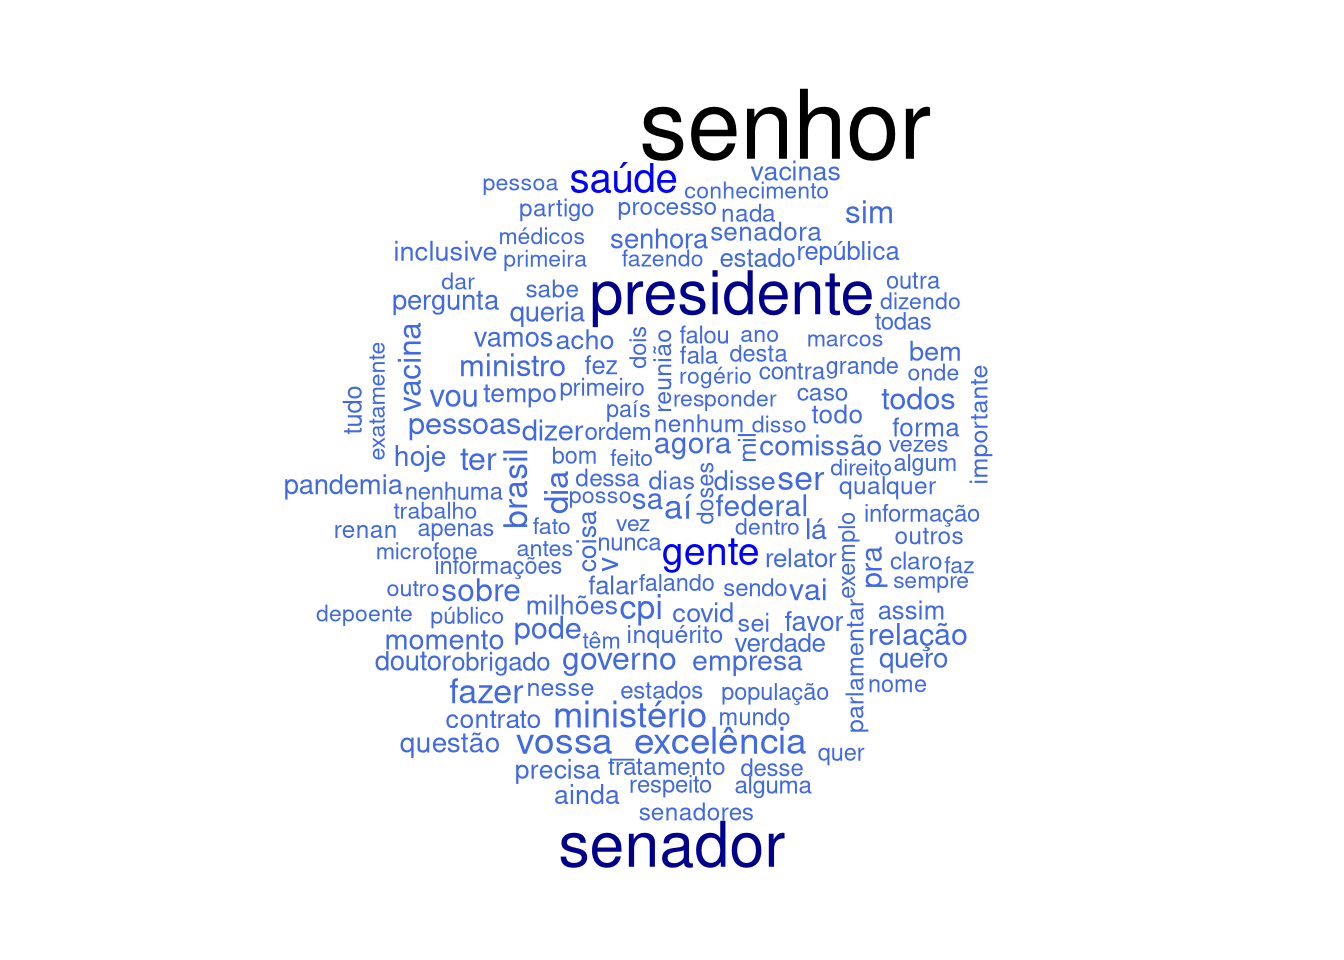 senhor
pessoa
saúde
vacinas
conhecimento
partigo
processo
nada
sim
inclusive
médicos
senhora
senadora
primeira
fazendo
estado
república
dar
pergunta
sabe
queria
presidente
outra
dizendo
todas
vamos
acho
dois
falou
ano
marcos
bem
vacina
ministro
fez
reunião
fala
desta
rogério
contra
grande
onde
exatamente
tudo
vou
tempo
primeiro
responder
caso
todos
importante
país
todo
pessoas
dizer
ordem
nenhum
disso
forma
agora
mil
comissão
vezes
hoje
ter
brasil
bom
feito
direito
algum
pandemia
nenhuma
dia
dessa
posso
dias
sa
doses
disse
ser
qualquer
trabalho
aí
federal
informação
renan
apenas
fato
coisa
vez
dentro
lá
exemplo
outros
microfone
antes
nunca
informações
v
gente
relator
pra
claro
faz
sempre
outro
sobre
falar
falando
sendo
vai
depoente
público
milhões
cpi
covid
sei
favor
parlamentar
assim
momento
pode
têm
inquérito
verdade
relação
doutor
obrigado
governo
empresa
quero
fazer
nesse
estados
população
nome
contrato
ministério
mundo
questão
vossa_excelência
quer
precisa
tratamento
desse
respeito
alguma
ainda
senadores
senador